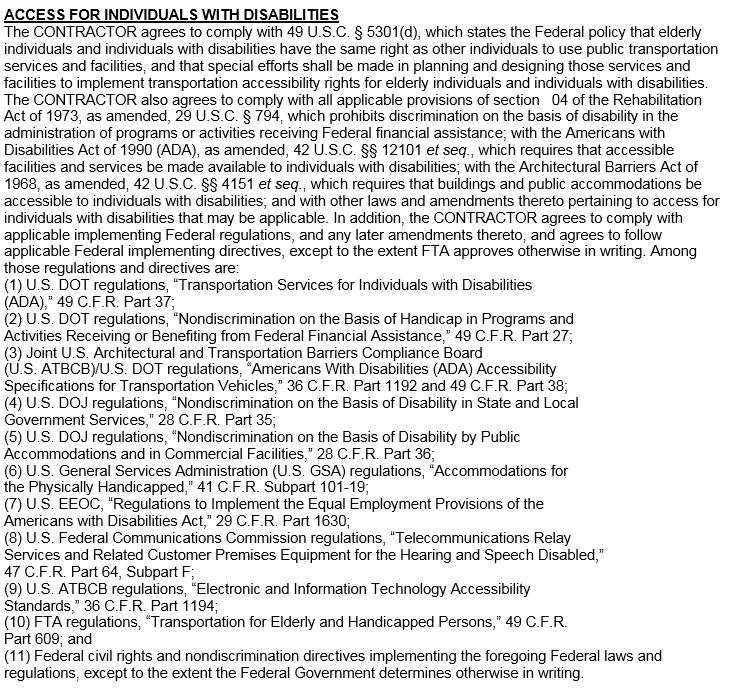 ACCESS FOR INDIVIDUALS WITH DISABILITIES
The CONTRACTOR agrees to comply with 49 U.S.C. § 5301(d), which states the Federal policy that elderly
individuals and individuals with disabilities have the same right as other individuals to use public transportation
services and facilities, and that special efforts shall be made in planning and designing those services and
facilities to implement transportation accessibility rights for elderly individuals and individuals with disabilities.
The CONTRACTOR also agrees to comply with all applicable provisions of section 04 of the Rehabilitation
Act of 1973, as amended, 29 U.S.C. § 794, which prohibits discrimination on the basis of disability in the
administration of programs or activities receiving Federal financial assistance; with the Americans with
Disabilities Act of 1990 (ADA), as amended, 42 U.S.C. §§ 12101 et seq., which requires that accessible
facilities and services be made available to individuals with disabilities; with the Architectural Barriers Act of
1968, as amended, 42 U.S.C. §§ 4151 et seq., which requires that buildings and public accommodations be
accessible to individuals with disabilities; and with other laws and amendments thereto pertaining to access for
individuals with disabilities that may be applicable. In addition, the CONTRACTOR agrees to comply with
applicable implementing Federal regulations, and any later amendments thereto, and agrees to follow
applicable Federal implementing directives, except to the extent FTA approves otherwise in writing. Among
those regulations and directives are:
(1) U.S. DOT regulations, “Transportation Services for Individuals with Disabilities
(ADA),” 49 C.F.R. Part 37;
(2) U.S. DOT regulations, “Nondiscrimination on the Basis of Handicap in Programs and
Activities Receiving or Benefiting from Federal Financial Assistance,” 49 C.F.R. Part 27;
(3) Joint U.S. Architectural and Transportation Barriers Compliance Board
(U.S. ATBCB)/U.S. DOT regulations, “Americans With Disabilities (ADA) Accessibility
Specifications for Transportation Vehicles,” 36 C.F.R. Part 1192 and 49 C.F.R. Part 38;
(4) U.S. DOJ regulations, “Nondiscrimination on the Basis of Disability in State and Local
Government Services,” 28 C.F.R. Part 35;
(5) U.S. DOJ regulations, “Nondiscrimination on the Basis of Disability by Public
Accommodations and in Commercial Facilities,” 28 C.F.R. Part 36;
(6) U.S. General Services Administration (U.S. GSA) regulations, “Accommodations for
the Physically Handicapped,” 41 C.F.R. Subpart 101-19;
(7) U.S. EEOC, “Regulations to Implement the Equal Employment Provisions of the
Americans with Disabilities Act,” 29 C.F.R. Part 1630;
(8) U.S. Federal Communications Commission regulations, “Telecommunications Relay
Services and Related Customer Premises Equipment for the Hearing and Speech Disabled,”
47 C.F.R. Part 64, Subpart F;
(9) U.S. ATBCB regulations, “Electronic and Information Technology Accessibility
Standards,” 36 C.F.R. Part 1194;
(10) FTA regulations, “Transportation for Elderly and Handicapped Persons,” 49 C.F.R.
Part 609; and
(11) Federal civil rights and nondiscrimination directives implementing the foregoing Federal laws and
regulations, except to the extent the Federal Government determines otherwise in writing.